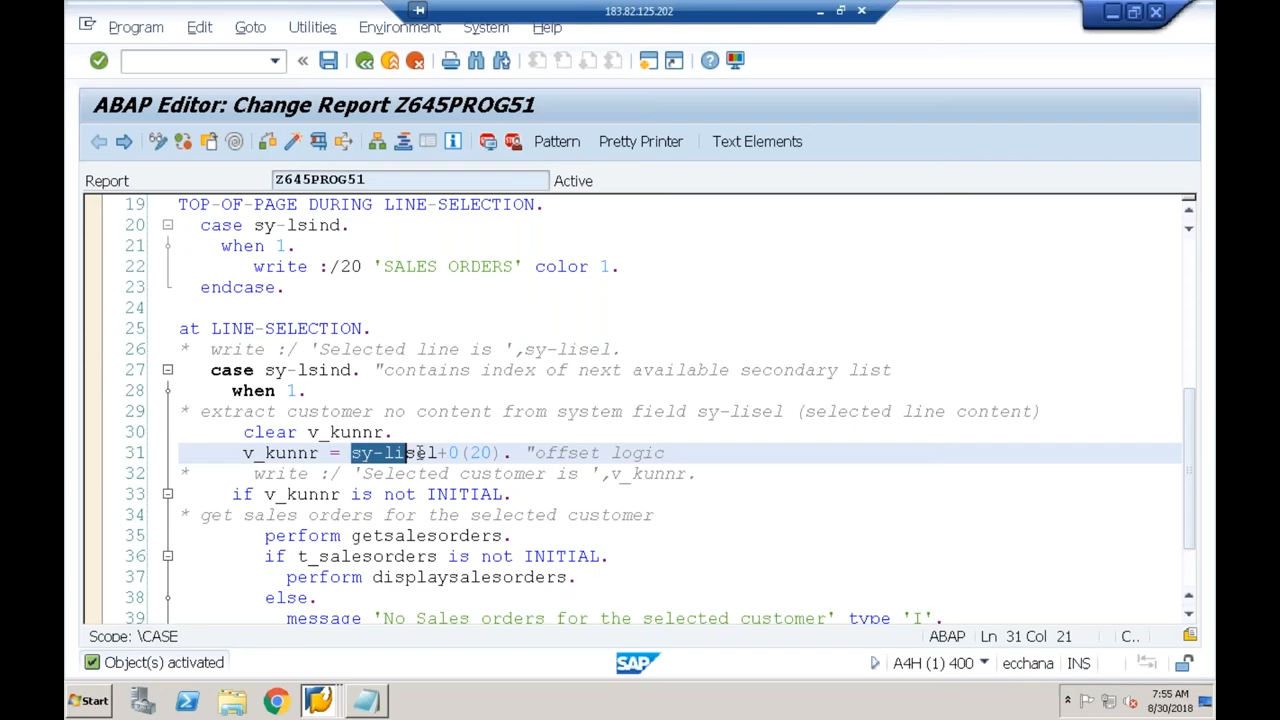 183.82.125.202
Program Edit Goto Utilities Environment System Help
ABAP Editor: Change Report Z645PROG51
Pattern Pretty Printer Text Elements
Report Z645PROG51 Active
19 TOP-OF-PAGE DURING LINE-SELECTION.
20 case sy-lsind.
21 when 1.
22 write :/20 'SALES ORDERS' color 1.
23 endcase.
24
25 at LINE-SELECTION.
26 * write :/ 'Selected line is ',sy-lisel.
27 case sy-lsind. "contains index of next available secondary list
28 when 1.
29 * extract customer no content from system field sy-lisel (selected line content)
30 clear v_kunnr.
31 v_kunnr = sy-lisel+0(20). "offset logic
32 * write :/ 'Selected customer is ',v_kunnr.
33 if v_kunnr is not INITIAL.
34 * get sales orders for the selected customer
35 perform getsalesorders.
36 if t_salesorders is not INITIAL.
37 perform displaysalesorders.
38 else.
39 message 'No Sales orders for the selected customer' type 'I'.
Scope: \CASE ABAP Ln 31 Col 21 C..
Object(s) activated SAP A4H (1) 400 ecchana INS
Start 7:55 AM
8/30/2018